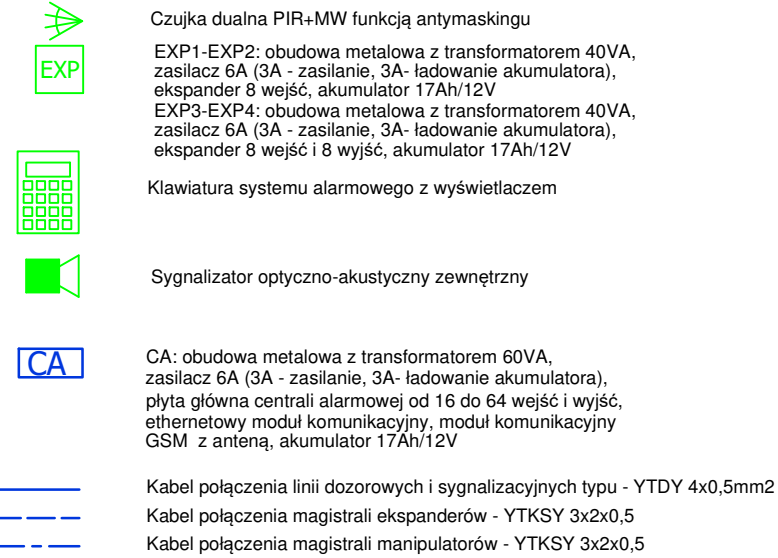 Czujka dualna PIR+MW funkcją antymaskingu
EXP
EXP1-EXP2: obudowa metalowa z transformatorem 40VA,
zasilacz 6A (3A - zasilanie, 3A- ładowanie akumulatora),
ekspander 8 wejść, akumulator 17Ah/12V
EXP3-EXP4: obudowa metalowa z transformatorem 40VA,
zasilacz 6A (3A - zasilanie, 3A- ładowanie akumulatora),
ekspander 8 wejść i 8 wyjść, akumulator 17Ah/12V
Klawiatura systemu alarmowego z wyświetlaczem
Sygnalizator optyczno-akustyczny zewnętrzny
CA
CA: obudowa metalowa z transformatorem 60VA,
zasilacz 6A (3A - zasilanie, 3A- ładowanie akumulatora),
płyta główna centrali alarmowej od 16 do 64 wejść i wyjść,
ethernetowy moduł komunikacyjny, moduł komunikacyjny
GSM z anteną, akumulator 17Ah/12V
Kabel połączenia linii dozorowych i sygnalizacyjnych typu - YTDY 4x0,5mm2
Kabel połączenia magistrali ekspanderów - YTKSY 3x2x0,5
Kabel połączenia magistrali manipulatorów - YTKSY 3x2x0,5